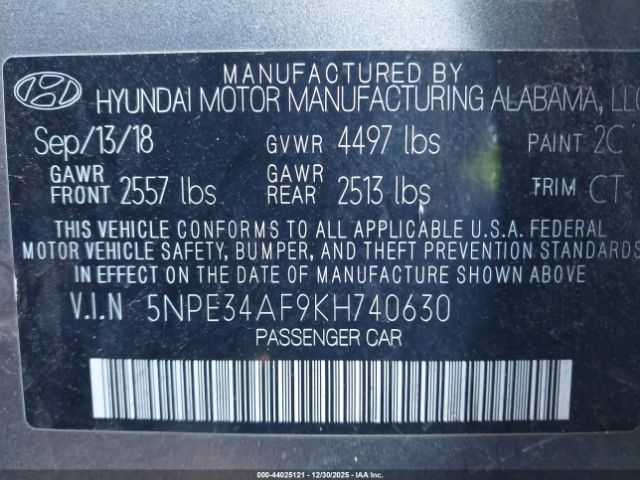 MANUFACTURED BY
HYUNDAI MOTOR MANUFACTURING ALABAMA, LLC
Sep/13/18 GVWR 4497 lbs PAINT 2C
GAWR FRONT 2557 lbs GAWR REAR 2513 lbs TRIM CT
THIS VEHICLE CONFORMS TO ALL APPLICABLE U.S.A. FEDERAL
MOTOR VEHICLE SAFETY, BUMPER, AND THEFT PREVENTION STANDARDS
IN EFFECT ON THE DATE OF MANUFACTURE SHOWN ABOVE.
V.I.N 5NPE34AF9KH740630
PASSENGER CAR
000-44025121 - 12/30/2025 - IAA Inc.